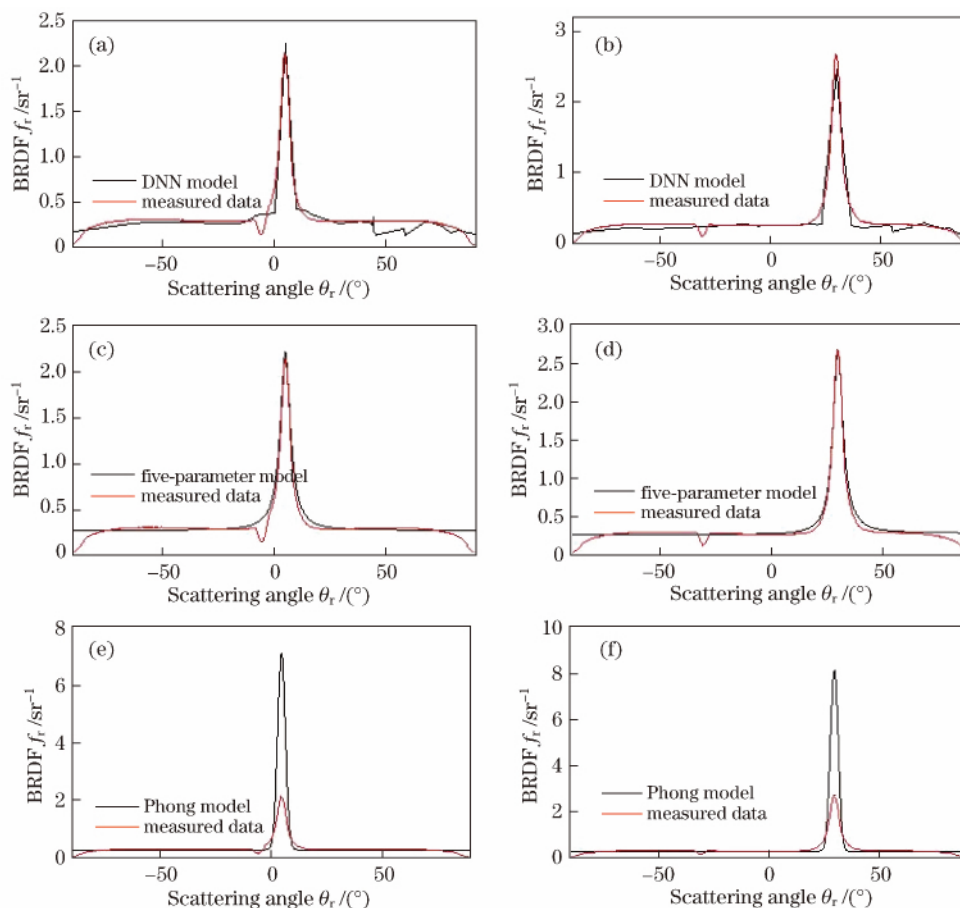 (a)
BRDF fᵣ/sr⁻¹
2.5
2.0
1.5
1.0
0.5
0
DNN model
measured data
−50
0
50
Scattering angle θᵣ/(°)
(b)
BRDF fᵣ/sr⁻¹
3
2
1
0
DNN model
measured data
−50
0
50
Scattering angle θᵣ/(°)
(c)
BRDF fᵣ/sr⁻¹
2.5
2.0
1.5
1.0
0.5
0
five-parameter model
measured data
−50
0
50
Scattering angle θᵣ/(°)
(d)
BRDF fᵣ/sr⁻¹
3.0
2.5
2.0
1.5
1.0
0.5
0
five-parameter model
measured data
−50
0
50
Scattering angle θᵣ/(°)
(e)
BRDF fᵣ/sr⁻¹
8
6
4
2
0
Phong model
measured data
−50
0
50
Scattering angle θᵣ/(°)
(f)
BRDF fᵣ/sr⁻¹
10
8
6
4
2
0
Phong model
measured data
−50
0
50
Scattering angle θᵣ/(°)